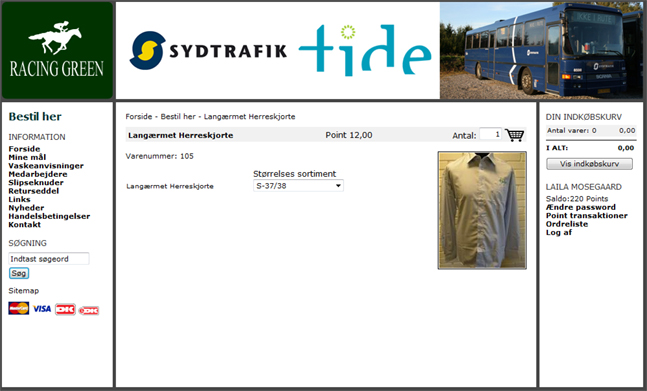 RACING GREEN
SYDTRAFIK
tide
Bestil her
INFORMATION
Forside
Mine mål
Vaskeanvisninger
Medarbejdere
Slipseknuder
Returseddel
Links
Nyheder
Handelsbetingelser
Kontakt
SØGNING
Indtast søgeord
Søg
Sitemap
VISA
Forside - Bestil her - Langærmet Herreskjorte
Langærmet Herreskjorte Point 12,00 Antal: 1
Varenummer: 105
Størrelses sortiment
Langærmet Herreskjorte S-37/38
DIN INDKØBSKURV
Antal varer: 0 0,00
I ALT: 0,00
Vis indkøbskurv
LAILA MOSEGAARD
Saldo:220 Points
Ændre password
Point transaktioner
Ordreliste
Log af